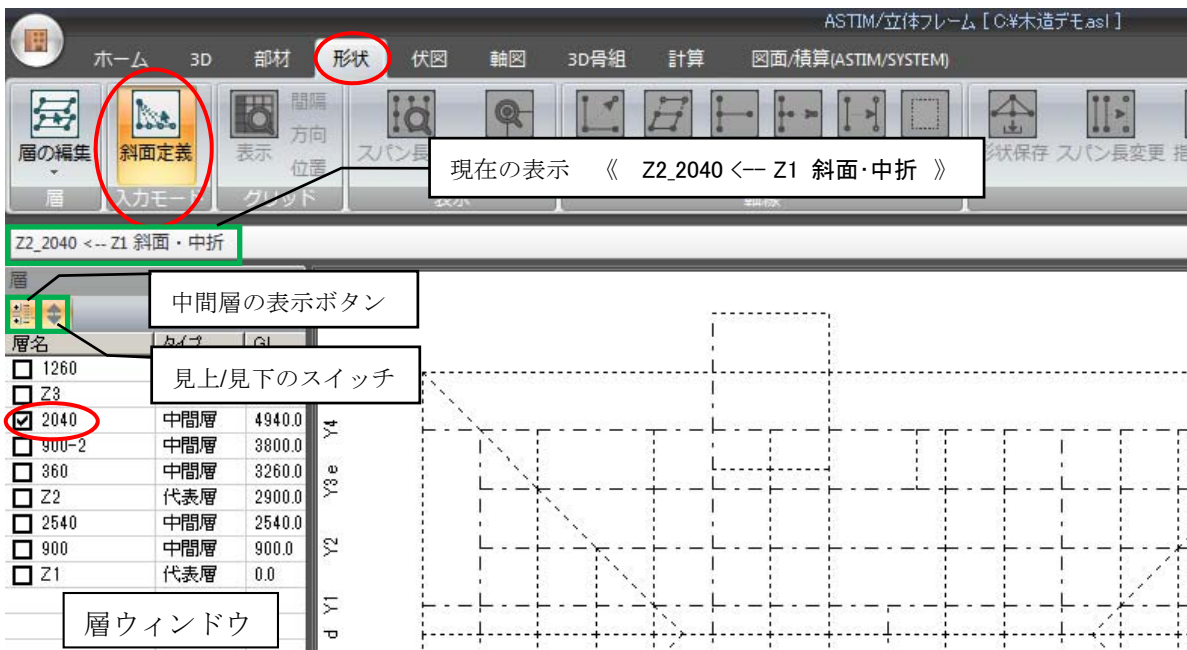 ASTIM/立体フレーム [ C:¥木造デモ.asl ]
ホーム 3D 部材 形状 伏図 軸図 3D骨組 計算 図面/積算(ASTIM/SYSTEM)
間隔
方向
位置
層の編集 斜面定義 表示 スパン長 形状保存 スパン長変更
層 入力モード グリッド 表示 軸線
現在の表示 《 Z2_2040 <-- Z1 斜面・中折 》
Z2_2040 <-- Z1 斜面・中折
層
中間層の表示ボタン
層名 タイプ GL
見上/見下のスイッチ
1260
Z3
2040 中間層 4940.0
900-2 中間層 3800.0
360 中間層 3260.0
Z2 代表層 2900.0
2540 中間層 2540.0
900 中間層 900.0
Z1 代表層 0.0
層ウィンドウ
Y4
Y3 e
Y2
Y1
d